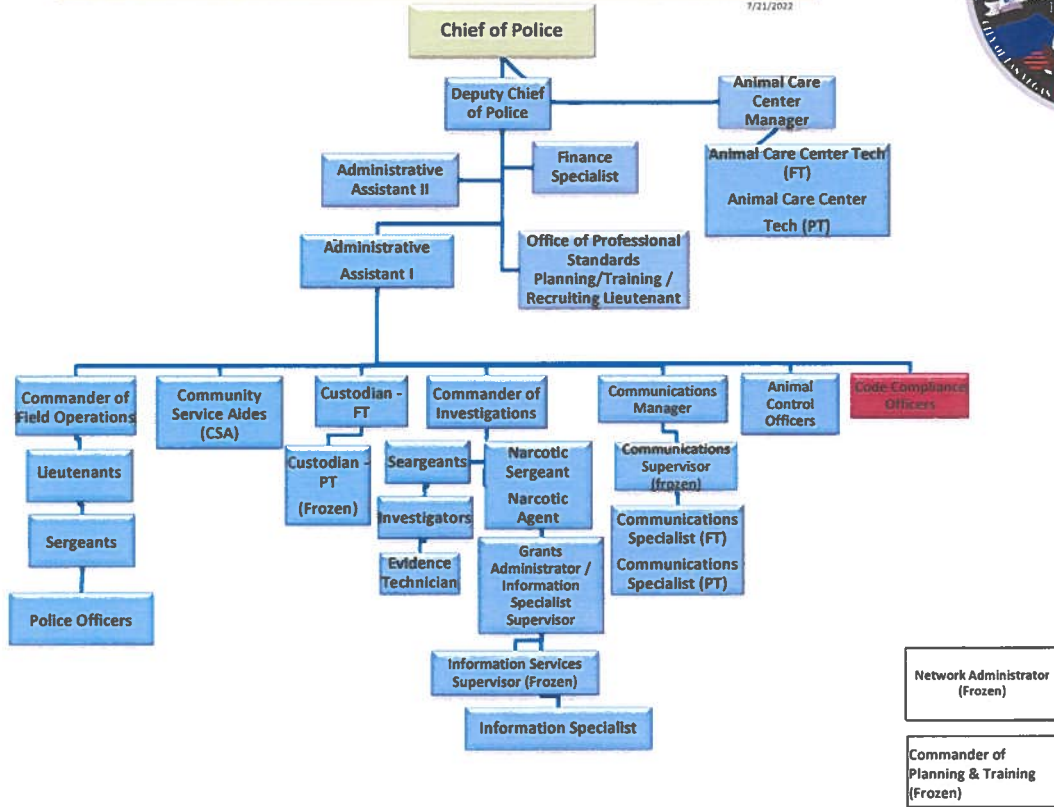 7/21/2022
CITY OF LAS VEGAS
Chief of Police
Deputy Chief
of Police
Animal Care
Center
Manager
Animal Care Center Tech
(FT)
Animal Care Center
Tech (PT)
Finance
Specialist
Administrative
Assistant II
Administrative
Assistant I
Office of Professional
Standards
Planning/Training /
Recruiting Lieutenant
Commander of
Field Operations
Lieutenants
Sergeants
Police Officers
Community
Service Aides
(CSA)
Custodian -
FT
Custodian -
PT
(Frozen)
Commander of
Investigations
Seargeants
Investigators
Evidence
Technician
Narcotic
Sergeant
Narcotic
Agent
Grants
Administrator /
Information
Specialist
Supervisor
Information Services
Supervisor (Frozen)
Information Specialist
Communications
Manager
Communications
Supervisor
(frozen)
Communications
Specialist (FT)
Communications
Specialist (PT)
Animal
Control
Officers
Code Compliance
Officers
Network Administrator
(Frozen)
Commander of
Planning & Training
(Frozen)